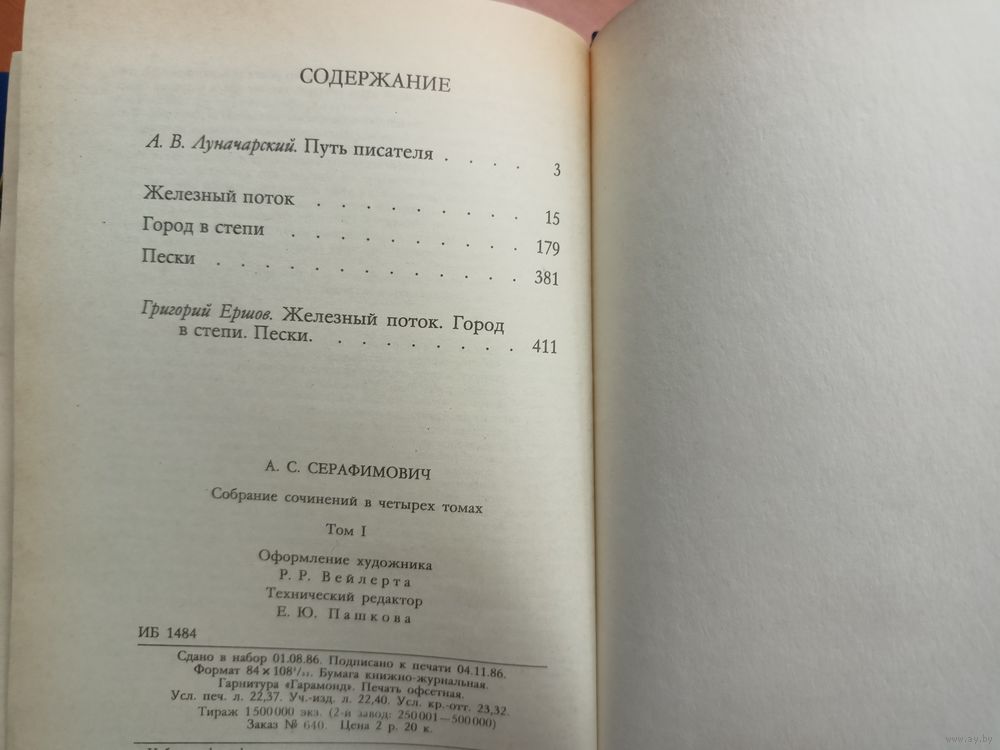 СОДЕРЖАНИЕ
А. В. Луначарский. Путь писателя . . . . 3
Железный поток . . . . . . . . . 15
Город в степи . . . . . . . . . . 179
Пески . . . . . . . . . . . . . 381
Григорий Ершов. Железный поток. Город
в степи. Пески. . . . . . . . . 411
А. С. СЕРАФИМОВИЧ
Собрание сочинений в четырех томах
Том I
Оформление художника
Р. Р. Вейлерта
Технический редактор
Е. Ю. Пашкова
ИБ 1484
Сдано в набор 01.08.86. Подписано к печати 04.11.86.
Формат 84×108¹/₃₂. Бумага книжно-журнальная.
Гарнитура «Гарамонд». Печать офсетная.
Усл. печ. л. 22,37. Уч.-изд. л. 22,40. Усл. кр.-отт. 23,32.
Тираж 1 500 000 экз. (2-й завод: 250 001—500 000)
Заказ № 640. Цена 2 р. 20 к.
www.ay.by